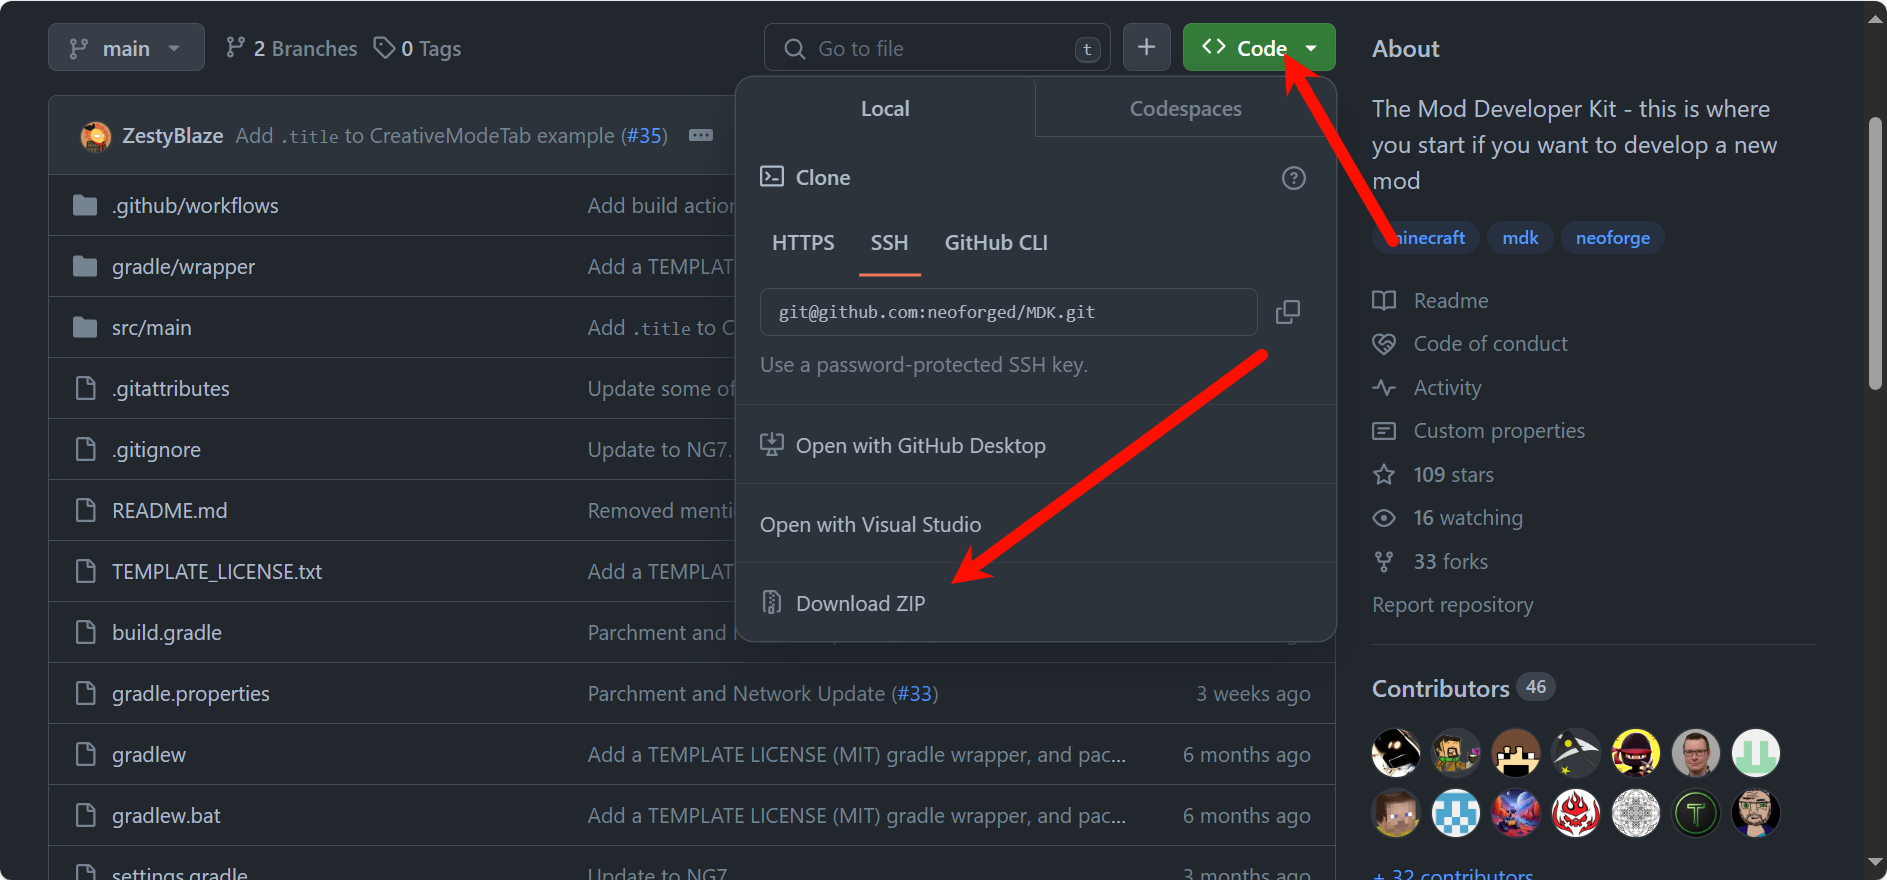 main
2 Branches
0 Tags
Go to file
t
Code
ZestyBlaze Add .title to CreativeModeTab example (#35)
.github/workflows Add build action
gradle/wrapper Add a TEMPLAT
src/main Add .title to C
.gitattributes Update some of
.gitignore Update to NG7.
README.md Removed menti
TEMPLATE_LICENSE.txt Add a TEMPLAT
build.gradle Parchment and
gradle.properties Parchment and Network Update (#33) 3 weeks ago
gradlew Add a TEMPLATE LICENSE (MIT) gradle wrapper, and pac... 6 months ago
gradlew.bat Add a TEMPLATE LICENSE (MIT) gradle wrapper, and pac... 6 months ago
settings.gradle Update to NG7 3 months ago
Local
Codespaces
Clone
HTTPS
SSH
GitHub CLI
git@github.com:neoforged/MDK.git
Use a password-protected SSH key.
Open with GitHub Desktop
Open with Visual Studio
Download ZIP
About
The Mod Developer Kit - this is where
you start if you want to develop a new
mod
minecraft mdk neoforge
Readme
Code of conduct
Activity
Custom properties
109 stars
16 watching
33 forks
Report repository
Contributors 46
+ 32 contributors